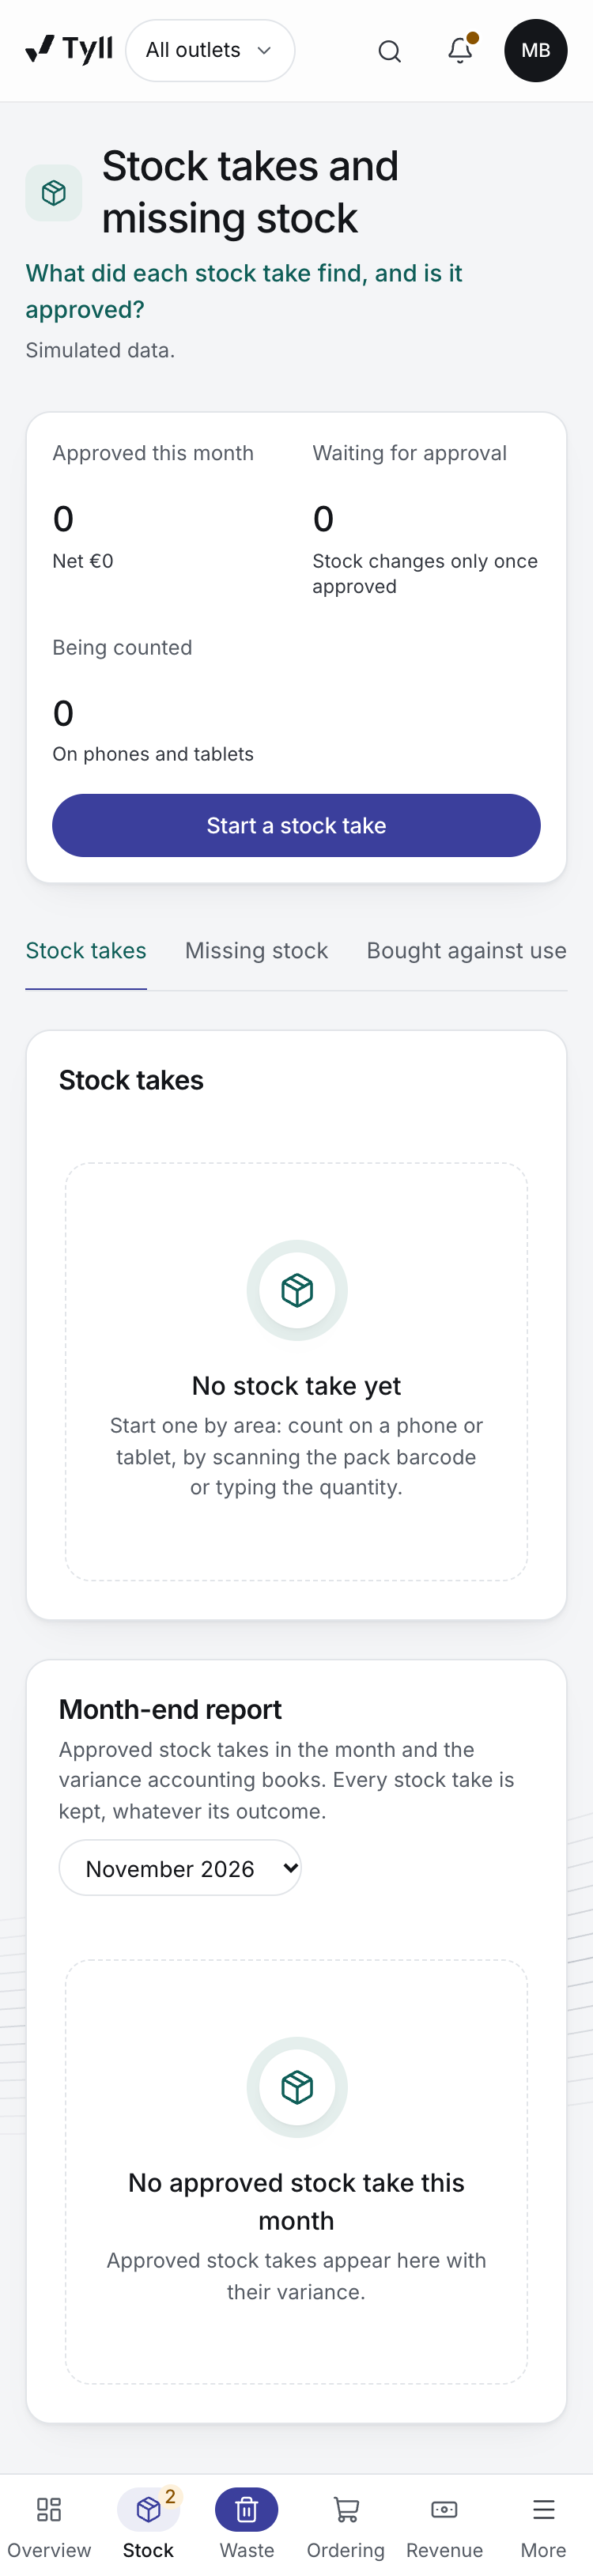 Tyll
All outlets
MB
Stock takes and
missing stock
What did each stock take find, and is it
approved?
Simulated data.
Approved this month
0
Net €0
Waiting for approval
0
Stock changes only once
approved
Being counted
0
On phones and tablets
Start a stock take
Stock takes
Missing stock
Bought against use
Stock takes
No stock take yet
Start one by area: count on a phone or
tablet, by scanning the pack barcode
or typing the quantity.
Month-end report
Approved stock takes in the month and the
variance accounting books. Every stock take is
kept, whatever its outcome.
November 2026
No approved stock take this
month
Approved stock takes appear here with
their variance.
2
Overview
Stock
Waste
Ordering
Revenue
More